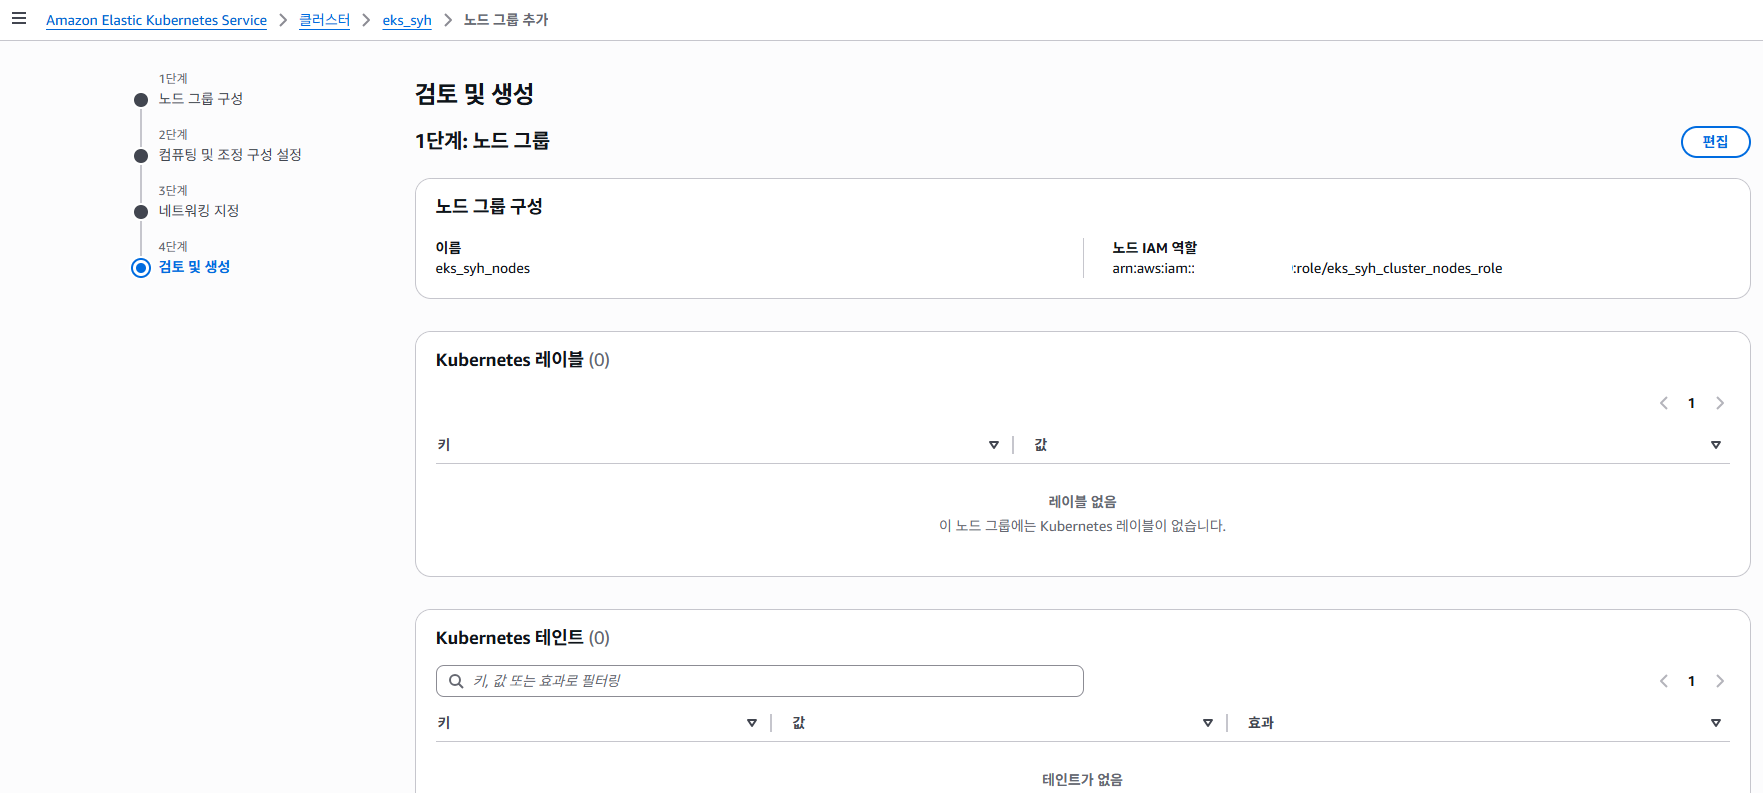 Amazon Elastic Kubernetes Service > 클러스터 > eks_syh > 노드 그룹 추가
1단계
노드 그룹 구성
2단계
컴퓨팅 및 조정 구성 설정
3단계
네트워킹 지정
4단계
검토 및 생성
검토 및 생성
1단계: 노드 그룹
편집
노드 그룹 구성
이름
eks_syh_nodes
노드 IAM 역할
arn:aws:iam:: :role/eks_syh_cluster_nodes_role
Kubernetes 레이블 (0)
1
키 값
레이블 없음
이 노드 그룹에는 Kubernetes 레이블이 없습니다.
Kubernetes 테인트 (0)
키, 값 또는 효과로 필터링
1
키 값 효과
테인트가 없음